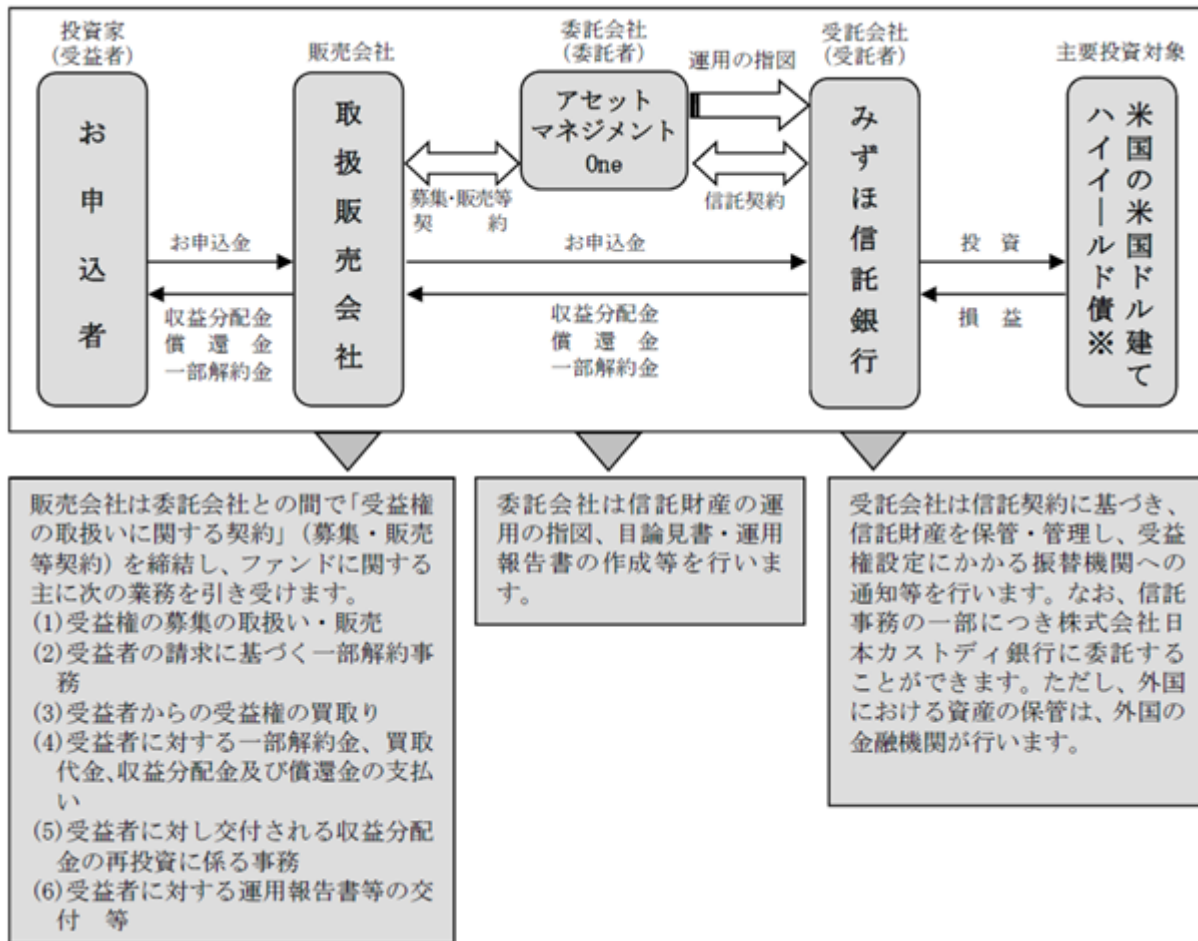 投資家
(受益者)
お申込者
販売会社
取扱販売会社
委託会社
(委託者)
アセット
マネジメント
One
運用の指図
受託会社
(受託者)
みずほ信託銀行
主要投資対象
米国の米国ドル建て
ハイイールド債※
募集・販売等
契　約
信託契約
お申込金
収益分配金
償　還　金
一部解約金
お申込金
収益分配金
償　還　金
一部解約金
投　資
損　益
販売会社は委託会社との間で「受益権
の取扱いに関する契約」（募集・販売
等契約）を締結し、ファンドに関する
主に次の業務を引き受けます。
(1)受益権の募集の取扱い・販売
(2)受益者の請求に基づく一部解約事
務
(3)受益者からの受益権の買取り
(4)受益者に対する一部解約金、買取
代金、収益分配金及び償還金の支払
い
(5)受益者に対し交付される収益分配
金の再投資に係る事務
(6)受益者に対する運用報告書等の交
付　等
委託会社は信託財産の運
用の指図、目論見書・運用
報告書の作成等を行いま
す。
受託会社は信託契約に基づき、
信託財産を保管・管理し、受益
権設定にかかる振替機関への
通知等を行います。なお、信託
事務の一部につき株式会社日
本カストディ銀行に委託する
ことができます。ただし、外国
における資産の保管は、外国の
金融機関が行います。